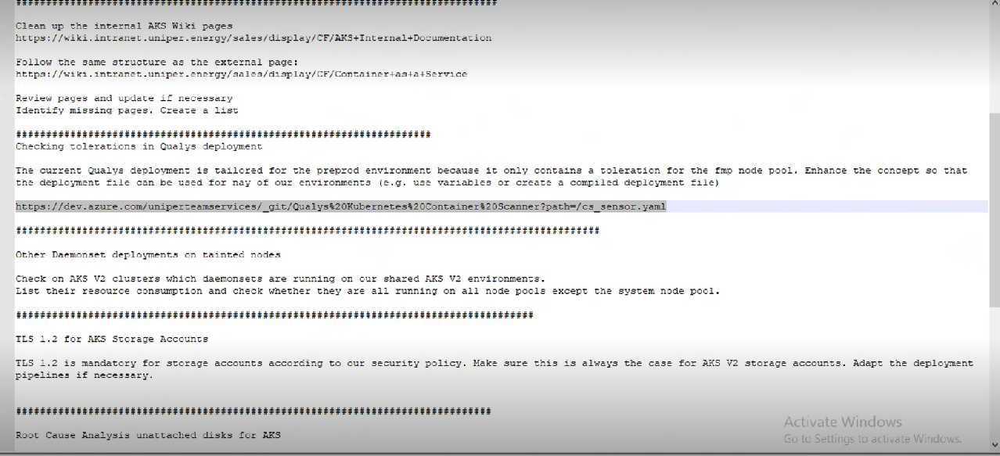 ##################################################################################
Clean up the internal AKS Wiki pages
https://wiki.intranet.uniper.energy/sales/display/CF/AKS+Internal+Documentation
Follow the same structure as the external page:
https://wiki.intranet.uniper.energy/sales/display/CF/Container+as+a+Service
Review pages and update if necessary
Identify missing pages. Create a list
#####################################################################
Checking tolerations in Qualys deployment
The current Qualys deployment is tailored for the preprod environment because it only contains a toleration for the fmp node pool. Enhance the concept so that
the deployment file can be used for nay of our environments (e.g. use variables or create a compiled deployment file)
https://dev.azure.com/uniperteamservices/_git/Qualys%20Kubernetes%20Container%20Scanner?path=/cs_sensor.yaml
#################################################################################################
Other Daemonset deployments on tainted nodes
Check on AKS V2 clusters which daemonsets are running on our shared AKS V2 environments.
List their resource consumption and check whether they are all running on all node pools except the system node pool.
######################################################################################
TLS 1.2 for AKS Storage Accounts
TLS 1.2 is mandatory for storage accounts according to our security policy. Make sure this is always the case for AKS V2 storage accounts. Adapt the deployment
pipelines if necessary.
###############################################################################
Root Cause Analysis unattached disks for AKS
Activate Windows
Go to Settings to activate Windows.